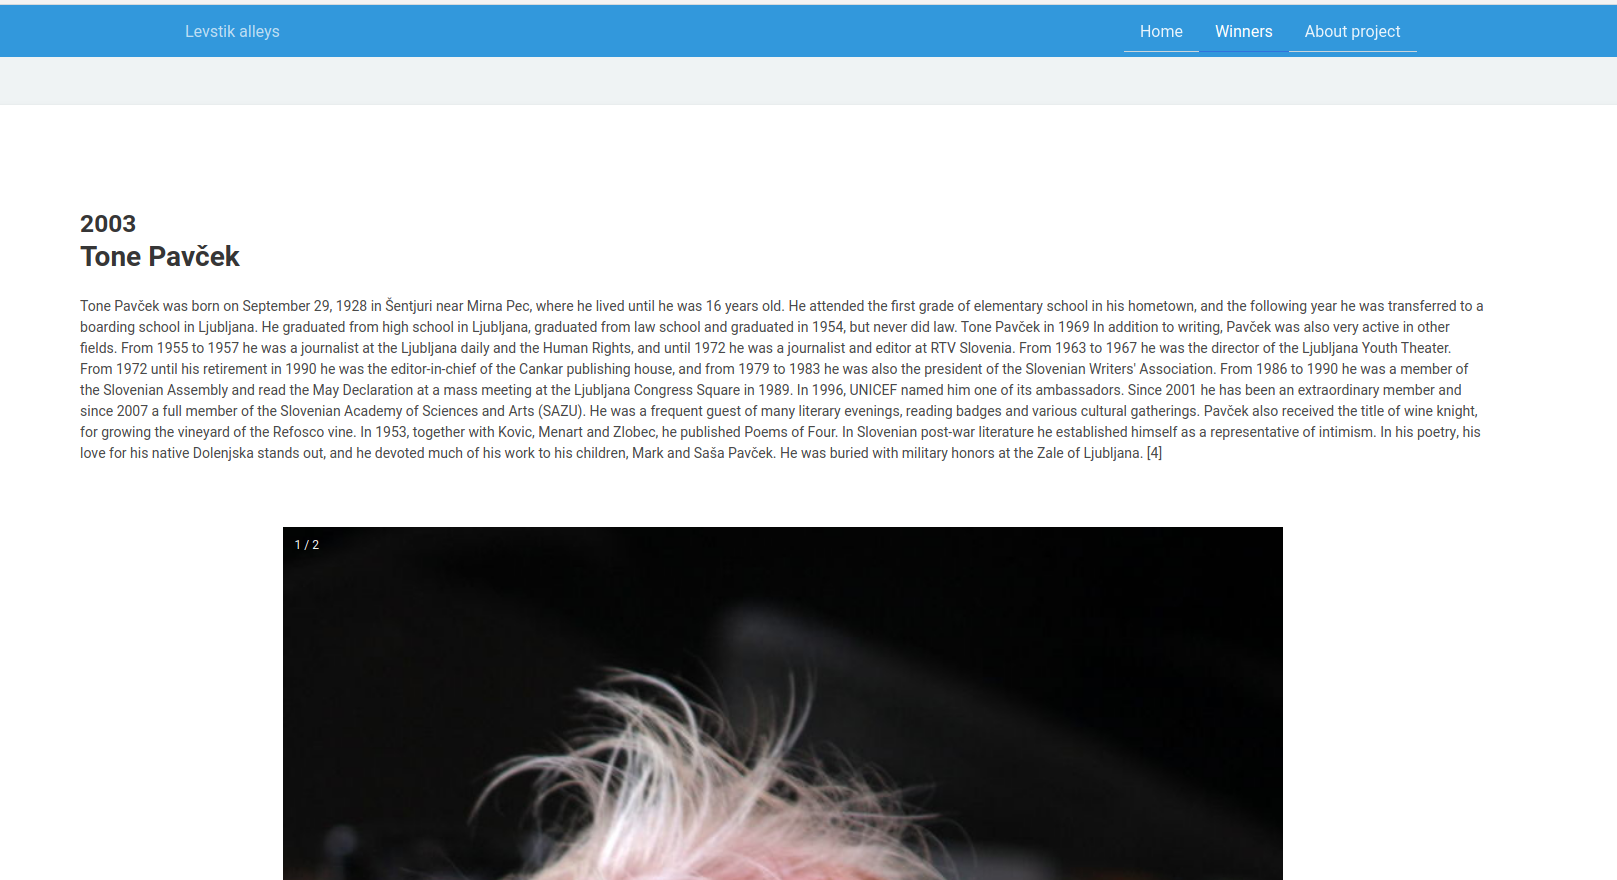 Levstik alleys
Home
Winners
About project
2003
Tone Pavček
Tone Pavček was born on September 29, 1928 in Šentjuri near Mirna Pec, where he lived until he was 16 years old. He attended the first grade of elementary school in his hometown, and the following year he was transferred to a
boarding school in Ljubljana. He graduated from high school in Ljubljana, graduated from law school and graduated in 1954, but never did law. Tone Pavček in 1969 In addition to writing, Pavček was also very active in other
fields. From 1955 to 1957 he was a journalist at the Ljubljana daily and the Human Rights, and until 1972 he was a journalist and editor at RTV Slovenia. From 1963 to 1967 he was the director of the Ljubljana Youth Theater.
From 1972 until his retirement in 1990 he was the editor-in-chief of the Cankar publishing house, and from 1979 to 1983 he was also the president of the Slovenian Writers' Association. From 1986 to 1990 he was a member of
the Slovenian Assembly and read the May Declaration at a mass meeting at the Ljubljana Congress Square in 1989. In 1996, UNICEF named him one of its ambassadors. Since 2001 he has been an extraordinary member and
since 2007 a full member of the Slovenian Academy of Sciences and Arts (SAZU). He was a frequent guest of many literary evenings, reading badges and various cultural gatherings. Pavček also received the title of wine knight,
for growing the vineyard of the Refosco vine. In 1953, together with Kovic, Menart and Zlobec, he published Poems of Four. In Slovenian post-war literature he established himself as a representative of intimism. In his poetry, his
love for his native Dolenjska stands out, and he devoted much of his work to his children, Mark and Saša Pavček. He was buried with military honors at the Zale of Ljubljana. [4]
1 / 2